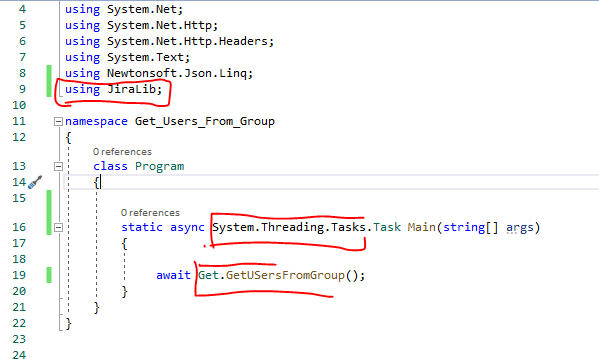 4 using System.Net;
5 using System.Net.Http;
6 using System.Net.Http.Headers;
7 using System.Text;
8 using Newtonsoft.Json.Linq;
9 using JiraLib;
10
11 namespace Get_Users_From_Group
12 {
0 references
13 class Program
14 {
15
0 references
16 static async System.Threading.Tasks.Task Main(string[] args)
17 {
18
19 await Get.GetUSersFromGroup();
20 }
21 }
22 }
23
24